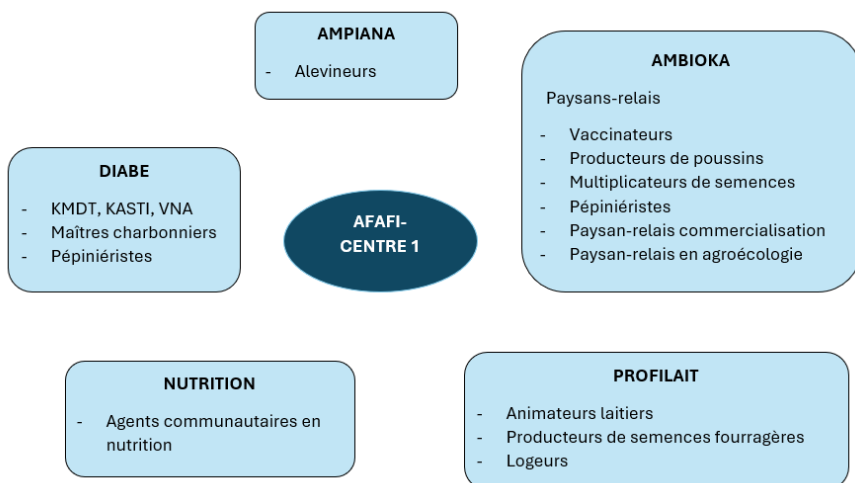 AMPIANA
- Alevineurs
AMBIOKA
Paysans-relais
- Vaccinateurs
- Producteurs de poussins
- Multiplicateurs de semences
- Pépiniéristes
- Paysan-relais commercialisation
- Paysan-relais en agroécologie
DIABE
- KMDT, KASTI, VNA
- Maîtres charbonniers
- Pépiniéristes
AFAFI-
CENTRE 1
NUTRITION
- Agents communautaires en
nutrition
PROFILAIT
- Animateurs laitiers
- Producteurs de semences fourragères
- Logeurs